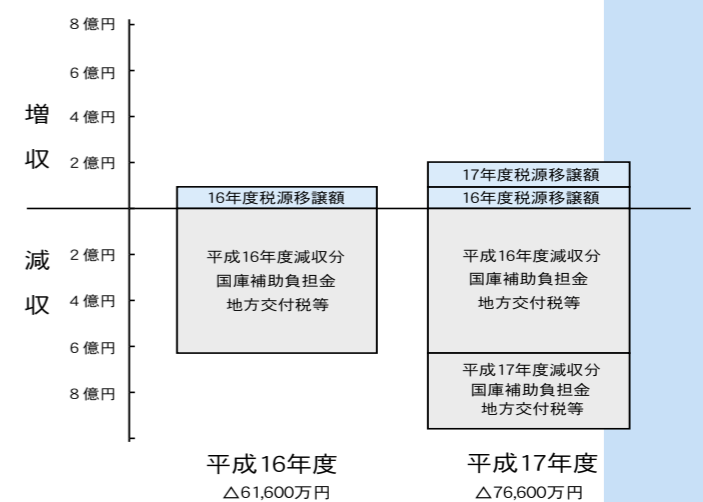 8億円
6億円
増 4億円
収 2億円
減 2億円
収 4億円
6億円
8億円
16年度税源移譲額
平成16年度減収分
国庫補助負担金
地方交付税等
17年度税源移譲額
16年度税源移譲額
平成16年度減収分
国庫補助負担金
地方交付税等
平成17年度減収分
国庫補助負担金
地方交付税等
平成16年度
△61,600万円
平成17年度
△76,600万円